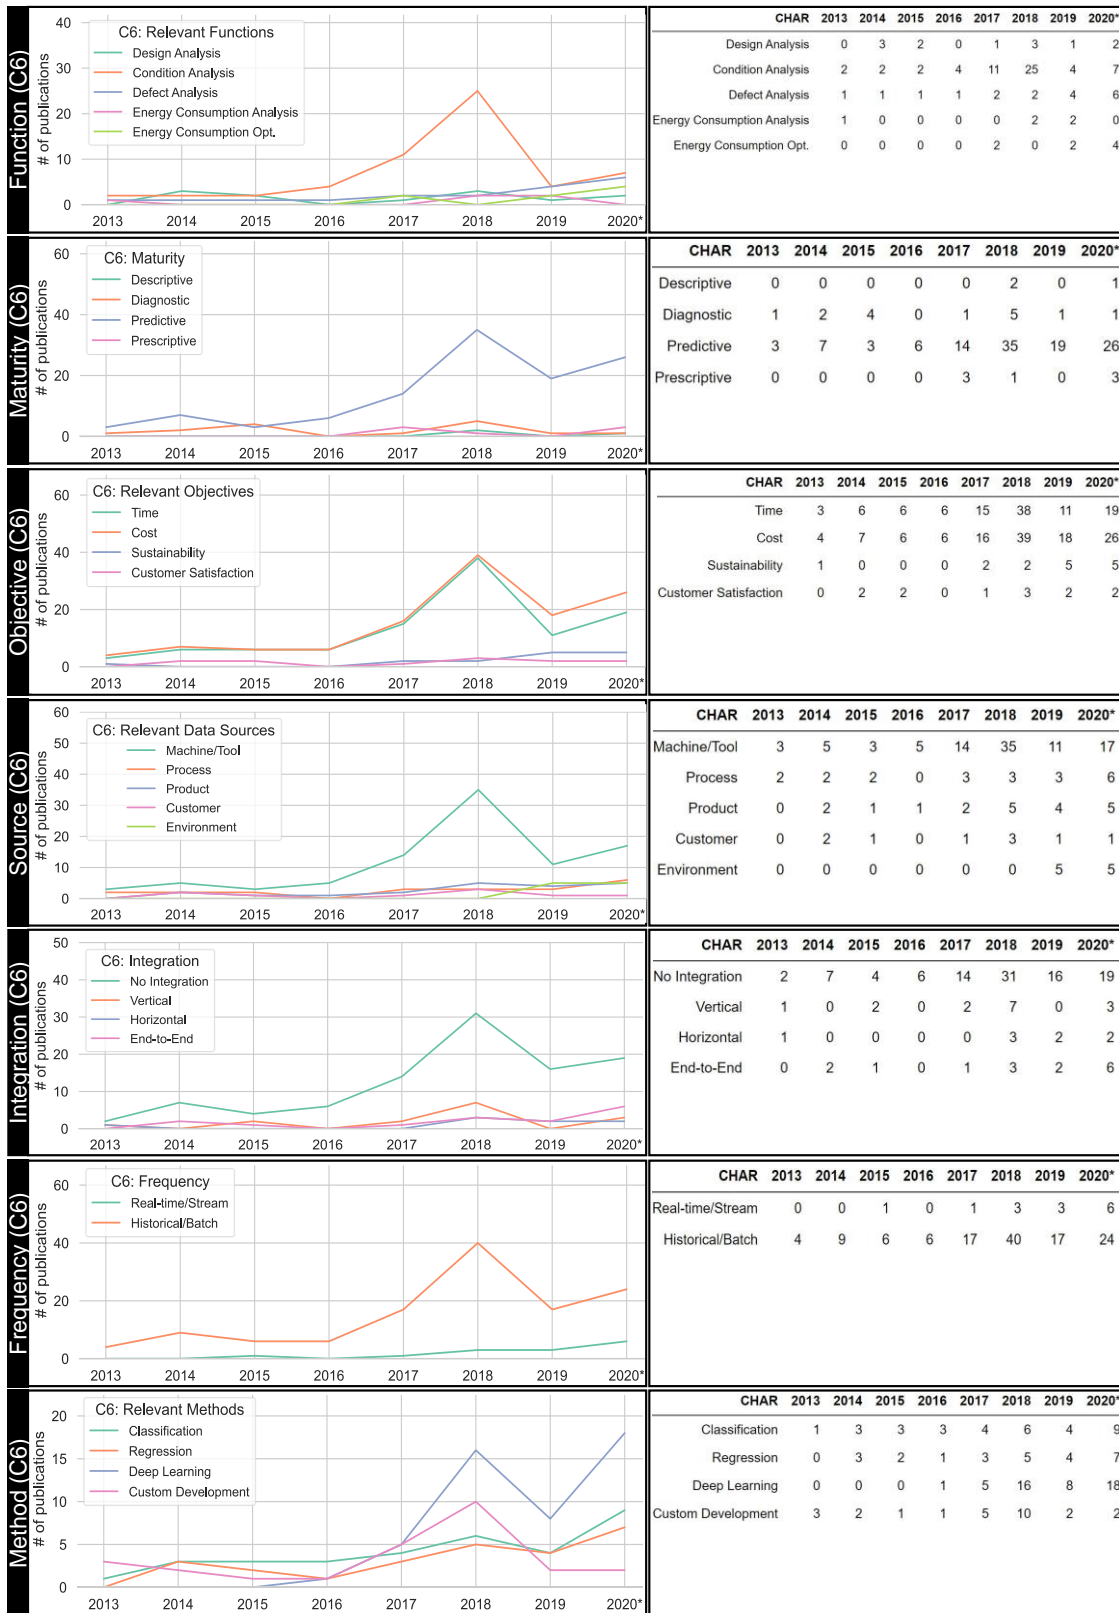 Function (C6)
# of publications
40
30
20
10
0
C6: Relevant Functions
Design Analysis
Condition Analysis
Defect Analysis
Energy Consumption Analysis
Energy Consumption Opt.
2013 2014 2015 2016 2017 2018 2019 2020*
CHAR 2013 2014 2015 2016 2017 2018 2019 2020*
Design Analysis 0 3 2 0 1 3 1 2
Condition Analysis 2 2 2 4 11 25 4 7
Defect Analysis 1 1 1 1 2 2 4 6
Energy Consumption Analysis 1 0 0 0 0 2 2 0
Energy Consumption Opt. 0 0 0 0 2 0 2 4
Maturity (C6)
# of publications
60
40
20
0
C6: Maturity
Descriptive
Diagnostic
Predictive
Prescriptive
2013 2014 2015 2016 2017 2018 2019 2020*
CHAR 2013 2014 2015 2016 2017 2018 2019 2020*
Descriptive 0 0 0 0 0 2 0 1
Diagnostic 1 2 4 0 1 5 1 1
Predictive 3 7 3 6 14 35 19 26
Prescriptive 0 0 0 0 3 1 0 3
Objective (C6)
# of publications
60
40
20
0
C6: Relevant Objectives
Time
Cost
Sustainability
Customer Satisfaction
2013 2014 2015 2016 2017 2018 2019 2020*
CHAR 2013 2014 2015 2016 2017 2018 2019 2020*
Time 3 6 6 6 15 38 11 19
Cost 4 7 6 6 16 39 18 26
Sustainability 1 0 0 0 2 2 5 5
Customer Satisfaction 0 2 2 0 1 3 2 2
Source (C6)
# of publications
60
50
40
30
20
10
0
C6: Relevant Data Sources
Machine/Tool
Process
Product
Customer
Environment
2013 2014 2015 2016 2017 2018 2019 2020*
CHAR 2013 2014 2015 2016 2017 2018 2019 2020*
Machine/Tool 3 5 3 5 14 35 11 17
Process 2 2 2 0 3 3 3 6
Product 0 2 1 1 2 5 4 5
Customer 0 2 1 0 1 3 1 1
Environment 0 0 0 0 0 0 5 5
Integration (C6)
# of publications
50
40
30
20
10
0
C6: Integration
No Integration
Vertical
Horizontal
End-to-End
2013 2014 2015 2016 2017 2018 2019 2020*
CHAR 2013 2014 2015 2016 2017 2018 2019 2020*
No Integration 2 7 4 6 14 31 16 19
Vertical 1 0 2 0 2 7 0 3
Horizontal 1 0 0 0 0 3 2 2
End-to-End 0 2 1 0 1 3 2 6
Frequency (C6)
# of publications
60
40
20
0
C6: Frequency
Real-time/Stream
Historical/Batch
2013 2014 2015 2016 2017 2018 2019 2020*
CHAR 2013 2014 2015 2016 2017 2018 2019 2020*
Real-time/Stream 0 0 1 0 1 3 3 6
Historical/Batch 4 9 6 6 17 40 17 24
Method (C6)
# of publications
20
15
10
5
0
C6: Relevant Methods
Classification
Regression
Deep Learning
Custom Development
2013 2014 2015 2016 2017 2018 2019 2020*
CHAR 2013 2014 2015 2016 2017 2018 2019 2020*
Classification 1 3 3 3 4 6 4 9
Regression 0 3 2 1 3 5 4 7
Deep Learning 0 0 0 1 5 16 8 18
Custom Development 3 2 1 1 5 10 2 2